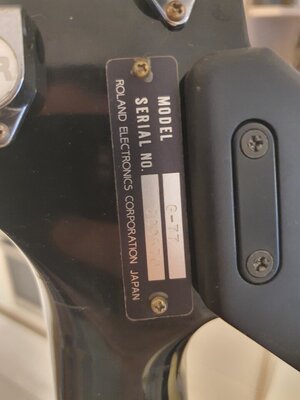 MODEL G-77
SERIAL NO.
ROLAND ELECTRONICS CORPORATION JAPAN